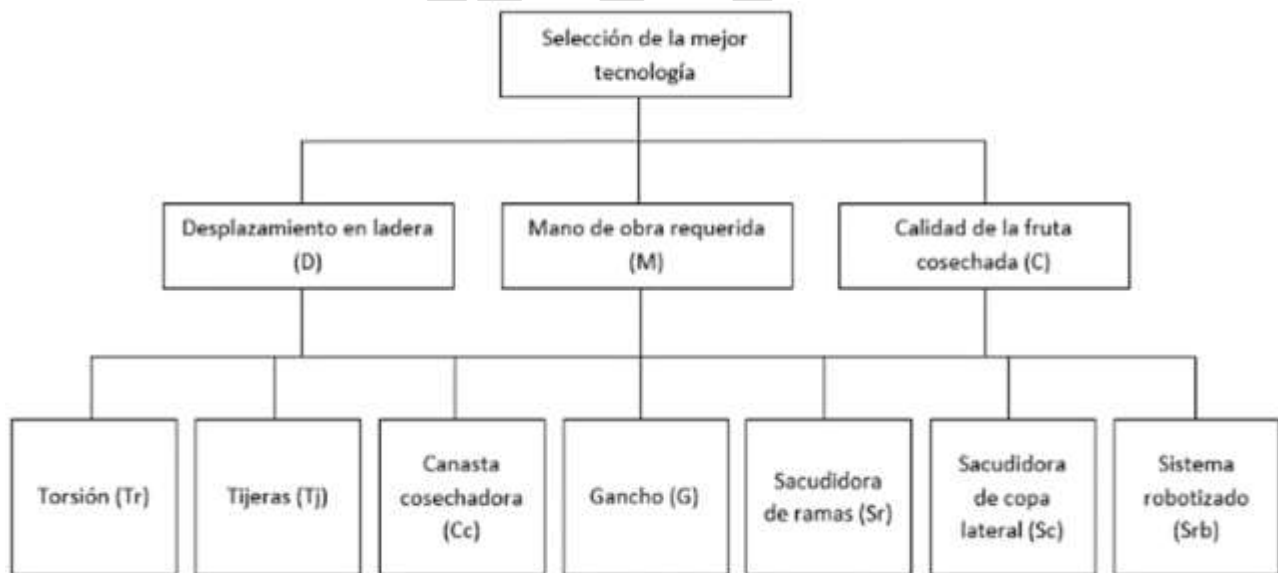 Selección de la mejor
tecnología
Desplazamiento en ladera
(D)
Mano de obra requerida
(M)
Calidad de la fruta
cosechada (C)
Torsión (Tr)
Tijeras (Tj)
Canasta
cosechadora
(Cc)
Gancho (G)
Sacudidora
de ramas (Sr)
Sacudidora
de copa
lateral (Sc)
Sistema
robotizado
(Srb)